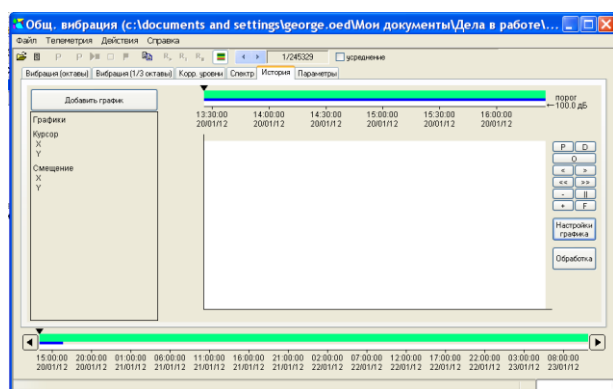 Общ. вибрация (c:\documents and settings\george.oed\Мои документы\Дела в работе\...
Файл Телеметрия Действия Справка
1/245329 усреднение
Вибрация (октавы) Вибрация (1/3 октавы) Корр. уровни Спектр История Параметры
Добавить график
порог
100.0 дБ
13:30:00 14:00:00 14:30:00 15:00:00 15:30:00 16:00:00
20/01/12 20/01/12 20/01/12 20/01/12 20/01/12 20/01/12
Графики
Курсор
X
Y
Смещение
X
Y
P D
O
< >
<< >>
- ||
+ F
Настройки
графика
Обработка
15:00:00 20:00:00 01:00:00 06:00:00 11:00:00 16:00:00 21:00:00 02:00:00 07:00:00 12:00:00 17:00:00 22:00:00 03:00:00 08:00:00
20/01/12 20/01/12 21/01/12 21/01/12 21/01/12 21/01/12 21/01/12 22/01/12 22/01/12 22/01/12 22/01/12 22/01/12 23/01/12 23/01/12